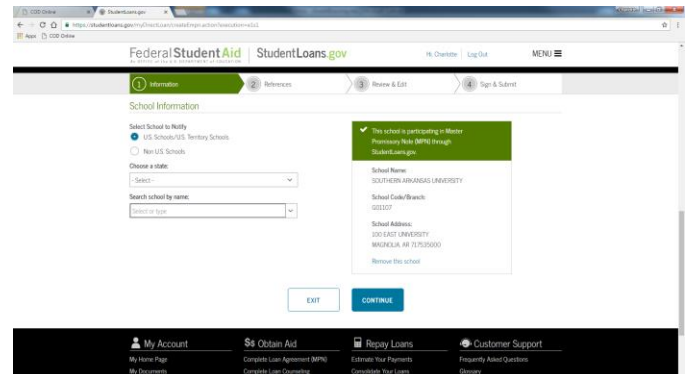 COD Online
StudentLoans.gov
https://studentloans.gov/myDirectLoan/createEmpn.action?execution=e1s1
Apps
COD Online
Federal Student Aid
StudentLoans.gov
Hi, Charlotte
Log Out
MENU
1 Information
2 References
3 Review & Edit
4 Sign & Submit
School Information
Select School to Notify
U.S. Schools/U.S. Territory Schools
Non-U.S. Schools
Choose a state:
- Select -
Search school by name:
Select or type
This school is participating in Master
Promissory Note (MPN) through
StudentLoans.gov.
School Name:
SOUTHERN ARKANSAS UNIVERSITY
School Code/Branch:
G01107
School Address:
100 EAST UNIVERSITY
MAGNOLIA, AR 717535000
Remove this school
EXIT
CONTINUE
My Account
$s Obtain Aid
Repay Loans
Customer Support
My Home Page
Complete Loan Agreement (MPN)
Estimate Your Payments
Frequently Asked Questions
My Documents
Complete Loan Counseling
Consolidate Your Loans
Glossary